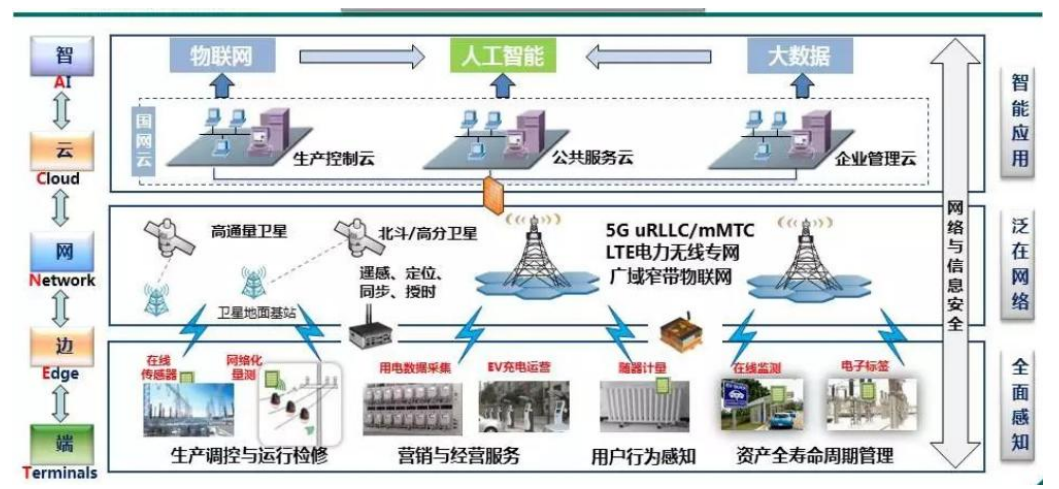 智
AI
云
Cloud
网
Network
边
Edge
端
Terminals
物联网
人工智能
大数据
国网云
生产控制云
公共服务云
企业管理云
高通量卫星
北斗/高分卫星
遥感、定位、
同步、授时
卫星地面基站
5G uRLLC/mMTC
LTE电力无线专网
广域窄带物联网
在线
传感器
网络化
量测
用电数据采集
EV充电运营
随器计量
在线监测
电子标签
生产调控与运行检修
营销与经营服务
用户行为感知
资产全寿命周期管理
网络与信息安全
智能应用
泛在网络
全面感知